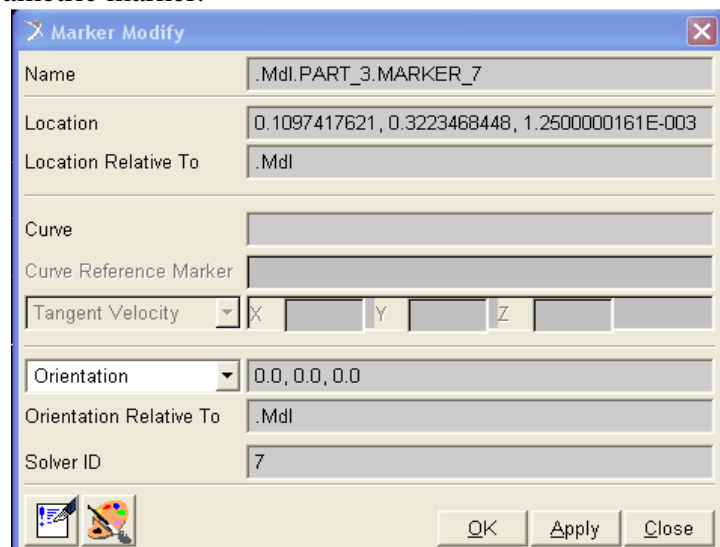 Marker Modify
Name .Mdl.PART_3.MARKER_7
Location 0.1097417621, 0.3223468448, 1.2500000161E-003
Location Relative To .Mdl
Curve
Curve Reference Marker
Tangent Velocity X Y Z
Orientation 0.0, 0.0, 0.0
Orientation Relative To .Mdl
Solver ID 7
OK Apply Close